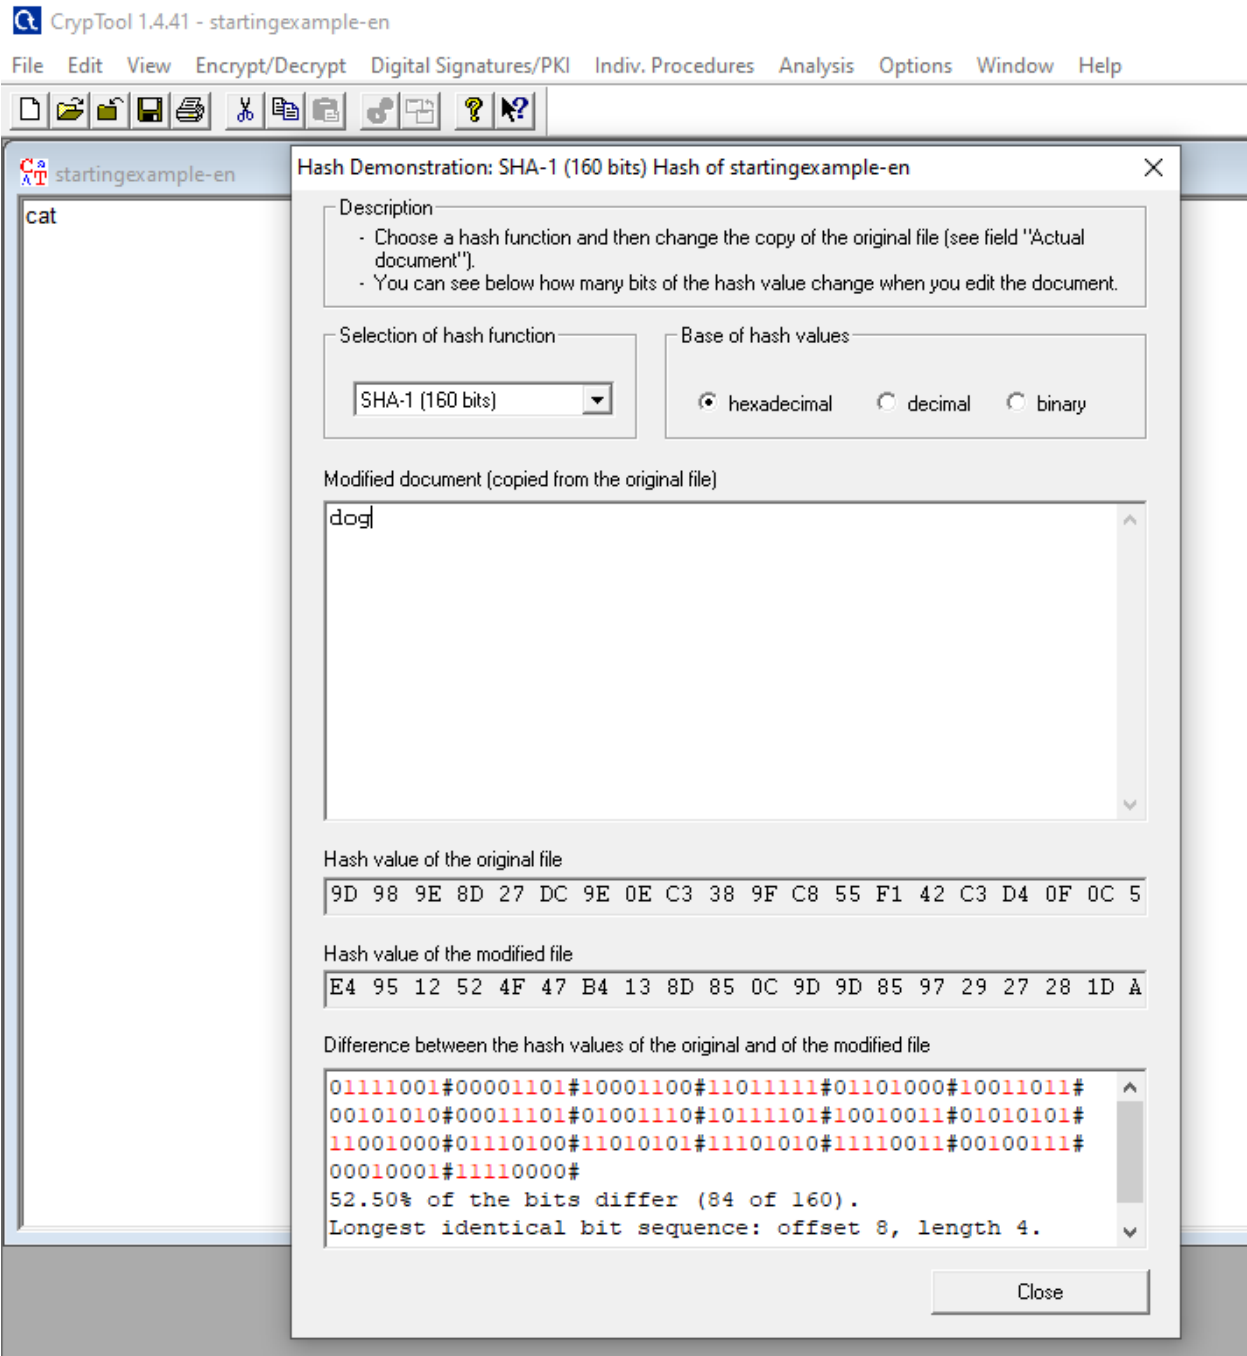 CrypTool 1.4.41 - startingexample-en
File Edit View Encrypt/Decrypt Digital Signatures/PKI Indiv. Procedures Analysis Options Window Help
startingexample-en
cat
Hash Demonstration: SHA-1 (160 bits) Hash of startingexample-en
Description
- Choose a hash function and then change the copy of the original file (see field "Actual
document").
- You can see below how many bits of the hash value change when you edit the document.
Selection of hash function
SHA-1 (160 bits)
Base of hash values
hexadecimal decimal binary
Modified document (copied from the original file)
dog
Hash value of the original file
9D 98 9E 8D 27 DC 9E 0E C3 38 9F C8 55 F1 42 C3 D4 0F 0C 5
Hash value of the modified file
E4 95 12 52 4F 47 B4 13 8D 85 0C 9D 9D 85 97 29 27 28 1D A
Difference between the hash values of the original and of the modified file
01111001#00001101#10001100#11011111#01101000#10011011#
00101010#00011101#01001110#10111101#10010011#01010101#
11001000#01110100#11010101#11101010#11110011#00100111#
00010001#11110000#
52.50% of the bits differ (84 of 160).
Longest identical bit sequence: offset 8, length 4.
Close